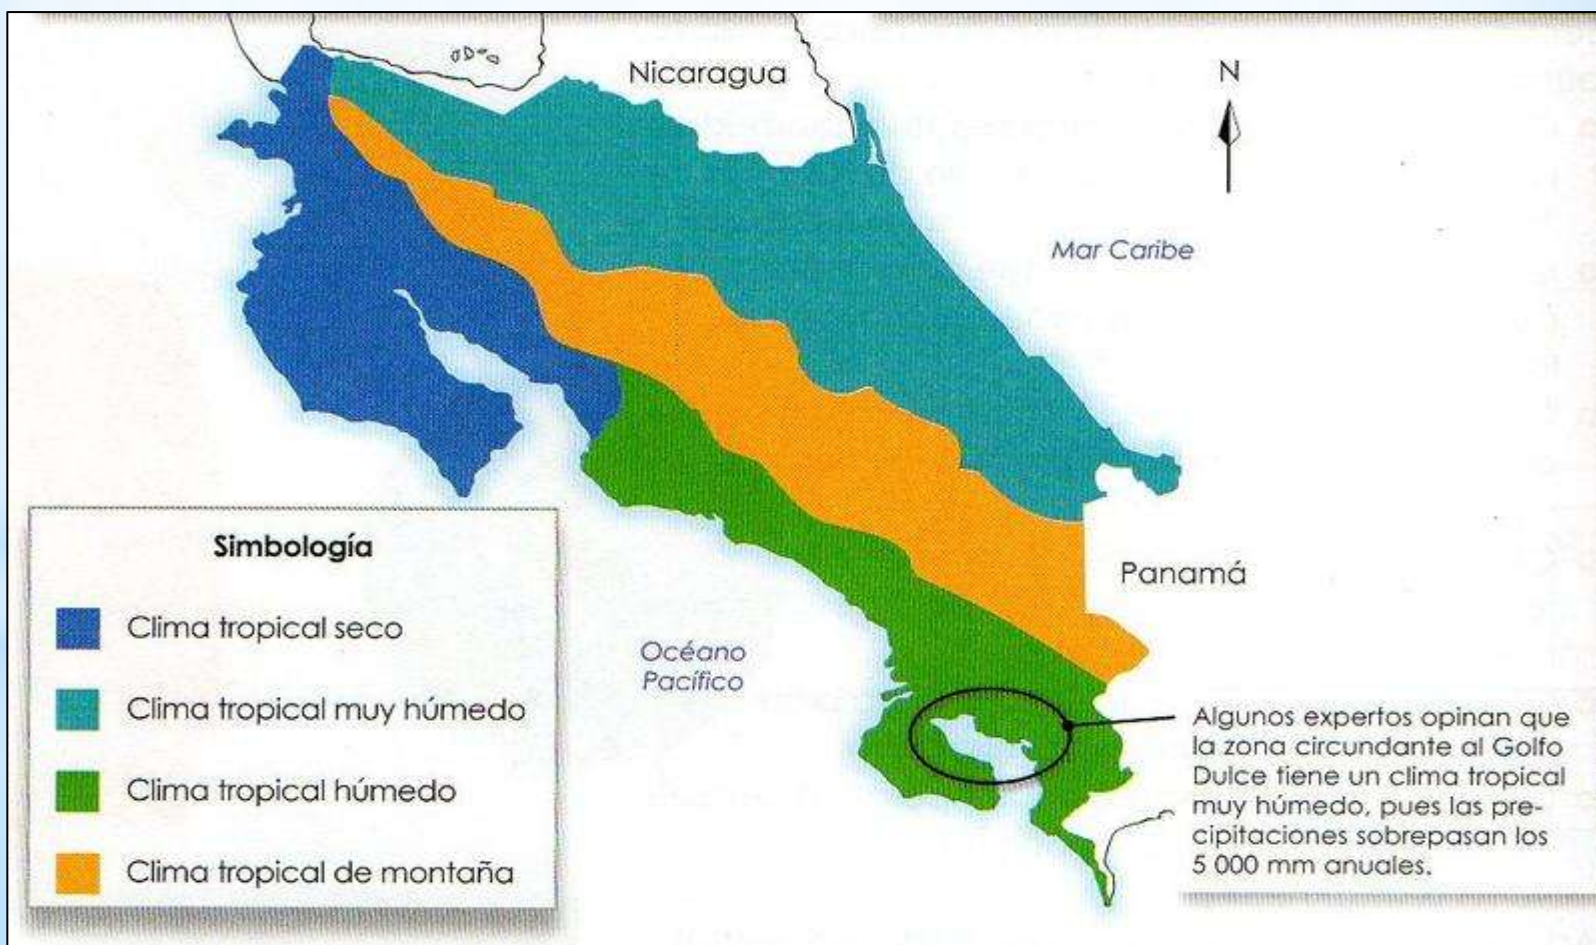 Nicaragua
N
Mar Caribe
Simbología
Clima tropical seco
Clima tropical muy húmedo
Clima tropical húmedo
Clima tropical de montaña
Océano
Pacífico
Panamá
Algunos expertos opinan que
la zona circundante al Golfo
Dulce tiene un clima tropical
muy húmedo, pues las pre-
cipitaciones sobrepasan los
5 000 mm anuales.